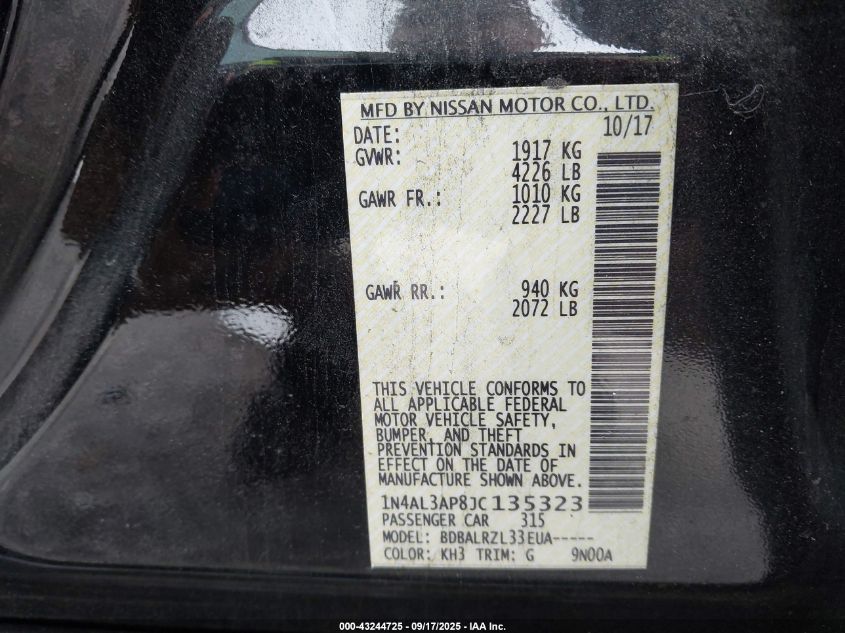 MFD BY NISSAN MOTOR CO., LTD.
DATE: 10/17
GVWR: 1917 KG
4226 LB
GAWR FR.: 1010 KG
2227 LB
GAWR RR.: 940 KG
2072 LB
THIS VEHICLE CONFORMS TO
ALL APPLICABLE FEDERAL
MOTOR VEHICLE SAFETY,
BUMPER, AND THEFT
PREVENTION STANDARDS IN
EFFECT ON THE DATE OF
MANUFACTURE SHOWN ABOVE.
1N4AL3AP8JC135323
PASSENGER CAR 315
MODEL: BDBALRZL33EUA-----
COLOR: KH3 TRIM: G 9N00A
000-43244725 - 09/17/2025 - IAA Inc.